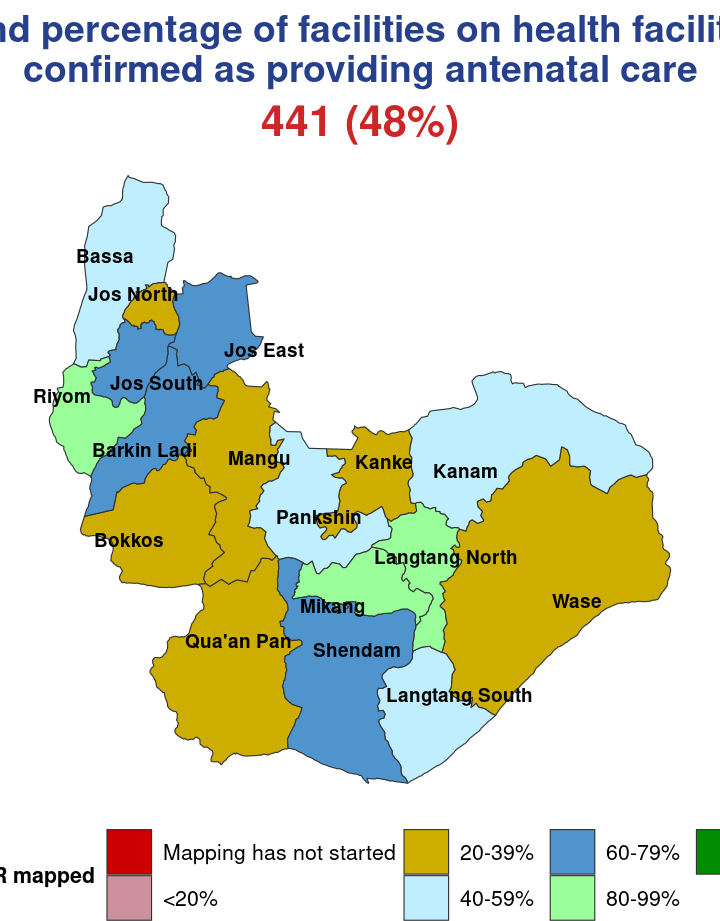 percentage of facilities on health
confirmed as providing antenatal care
441 (48%)
Bassa
Jos North
Jos East
Jos South
Riyom
Barkin Ladi
Mangu
Kanke
Kanam
Pankshin
Bokkos
Langtang North
Mikang
Wase
Qua'an Pan
Shendam
Langtang South
Mapping has not started
20-39%
60-79%
mapped
<20%
40-59%
80-99%